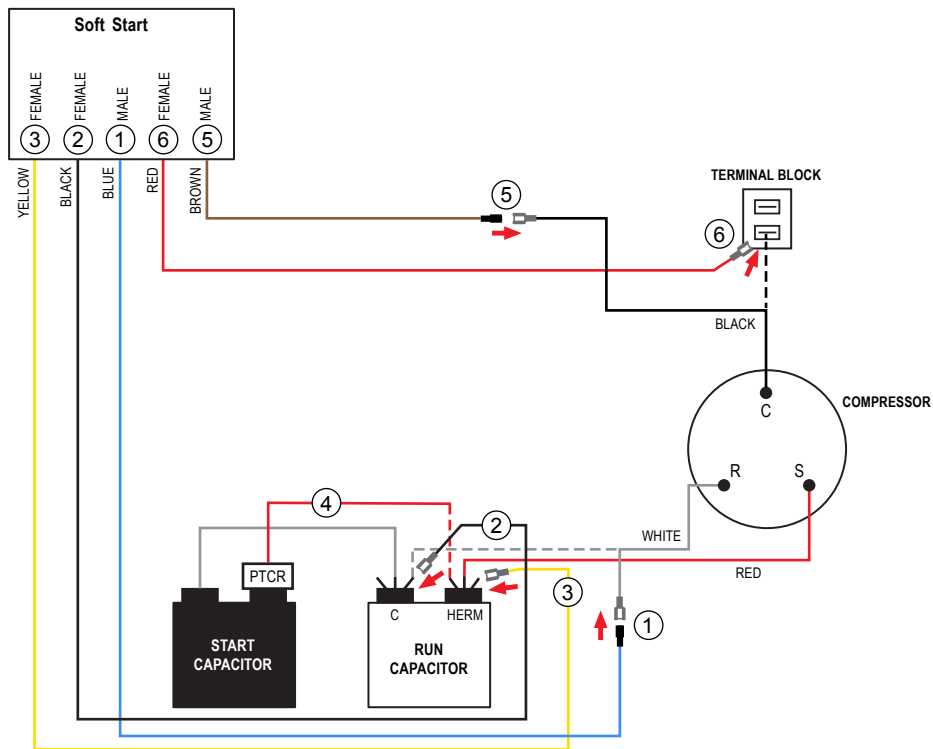 Soft Start
FEMALE
FEMALE
MALE
FEMALE
MALE
3
2
1
6
5
YELLOW
BLACK
BLUE
RED
BROWN
5
TERMINAL BLOCK
6
BLACK
COMPRESSOR
C
R
S
4
2
WHITE
RED
PTCR
3
C
HERM
1
START
CAPACITOR
RUN
CAPACITOR